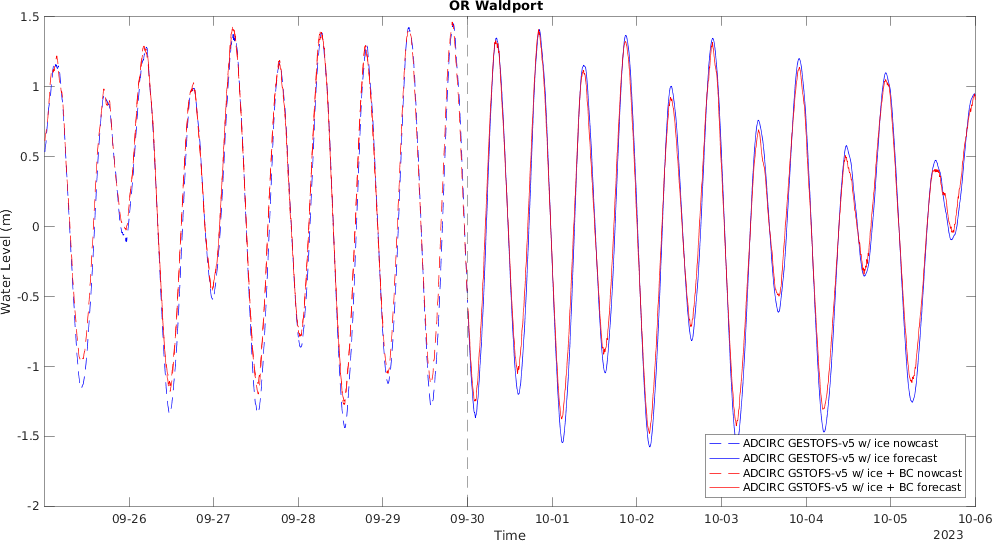 OR Waldport
1.5
1
0.5
0
-0.5
-1
-1.5
-2
Water Level (m)
ADCIRC GESTOFS-v5 w/ ice nowcast
ADCIRC GESTOFS-v5 w/ ice forecast
ADCIRC GSTOFS-v5 w/ ice + BC nowcast
ADCIRC GSTOFS-v5 w/ ice + BC forecast
09-26 09-27 09-28 09-29 09-30 10-01 10-02 10-03 10-04 10-05 10-06
Time
2023